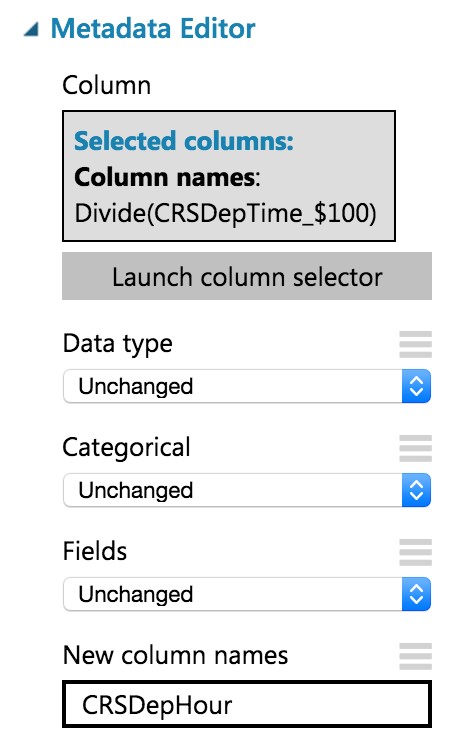 Metadata Editor
Column
Selected columns:
Column names:
Divide(CRSDepTime_$100)
Launch column selector
Data type
Unchanged
Categorical
Unchanged
Fields
Unchanged
New column names
CRSDepHour